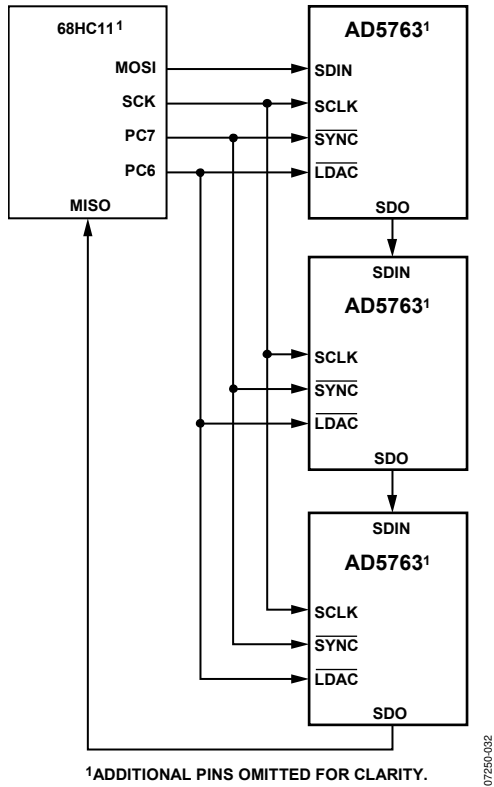 68HC11¹
MOSI
SCK
PC7
PC6
MISO
AD5763¹
SDIN
SCLK
SYNC
LDAC
SDO
SDIN
AD5763¹
SCLK
SYNC
LDAC
SDO
SDIN
AD5763¹
SCLK
SYNC
LDAC
SDO
¹ADDITIONAL PINS OMITTED FOR CLARITY.
07250-032